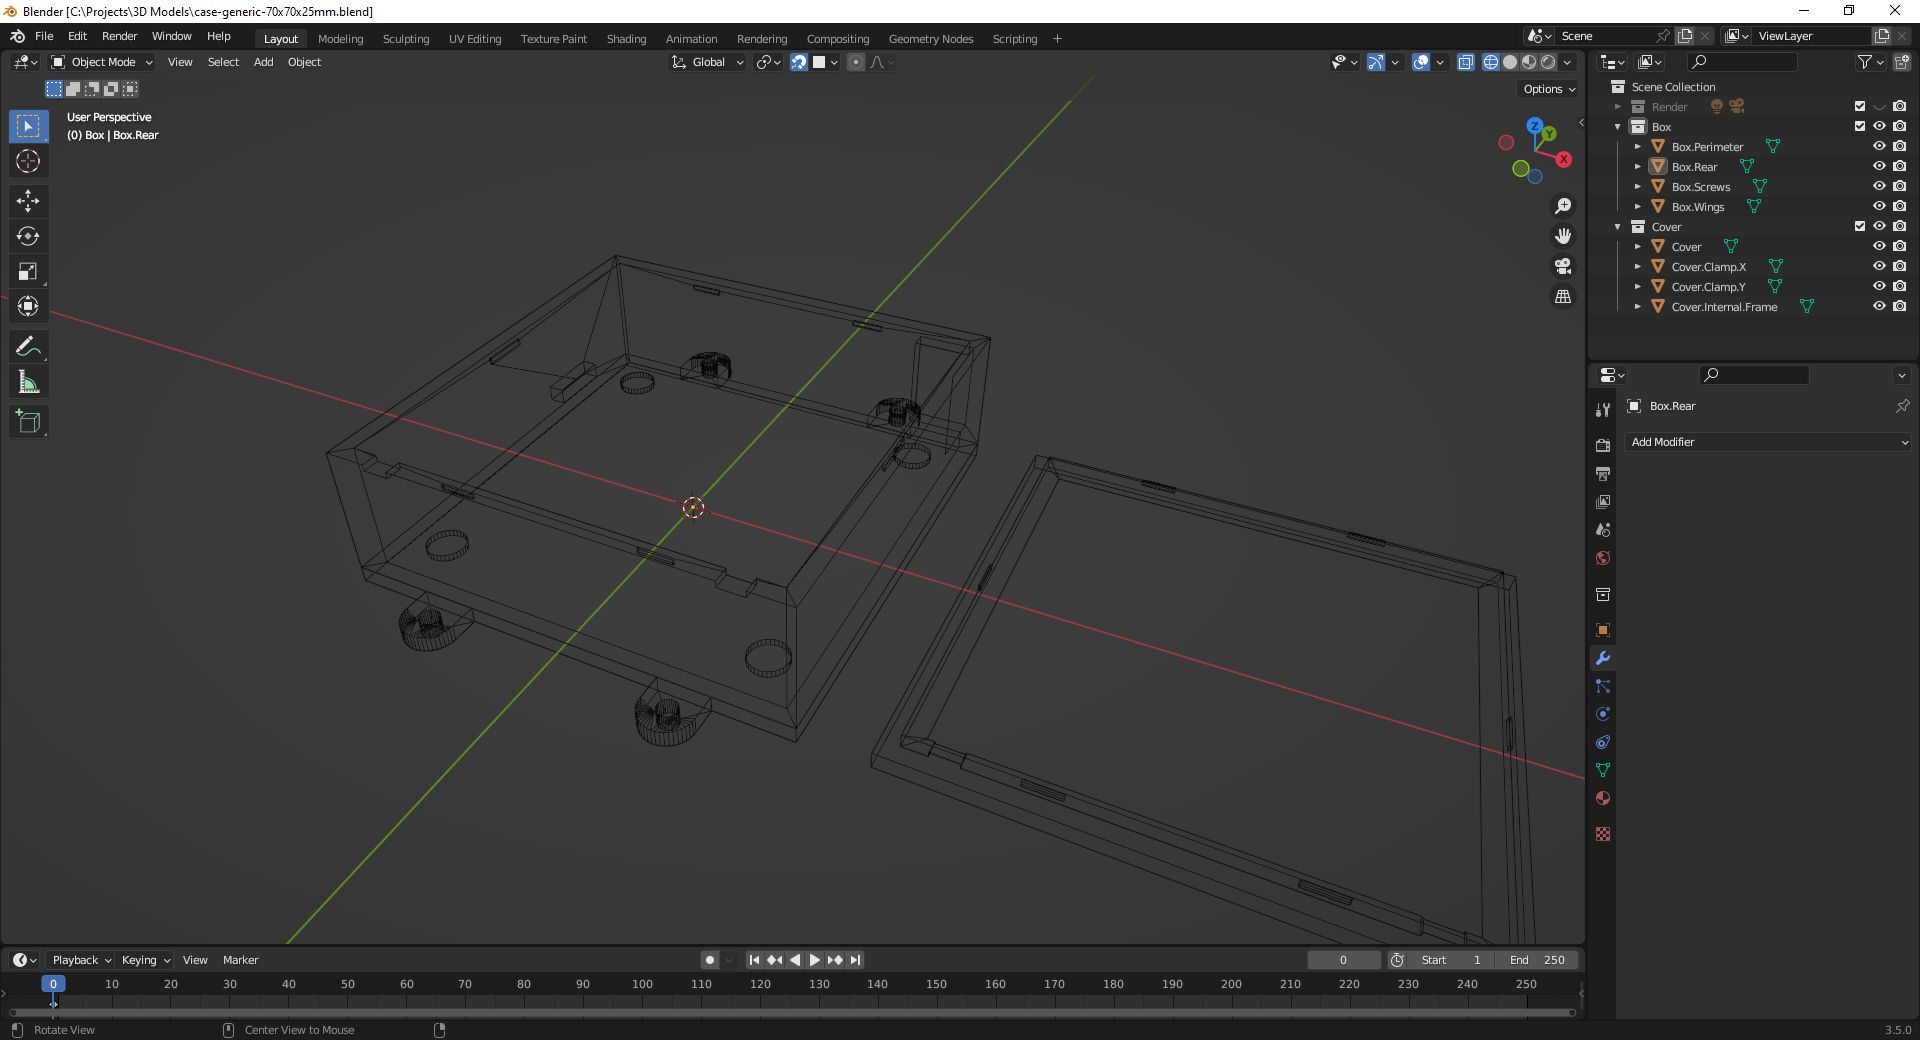 Blender [C:\Projects\3D Models\case-generic-70x70x25mm.blend]
File Edit Render Window Help Layout Modeling Sculpting UV Editing Texture Paint Shading Animation Rendering Compositing Geometry Nodes Scripting + Scene ViewLayer
Object Mode View Select Add Object Global
Options
User Perspective
(0) Box | Box.Rear
Z
Y
X
Scene Collection
Render
Box
Box.Perimeter
Box.Rear
Box.Screws
Box.Wings
Cover
Cover
Cover.Clamp.X
Cover.Clamp.Y
Cover.Internal.Frame
Box.Rear
Add Modifier
Playback Keying View Marker 0 Start 1 End 250
0 10 20 30 40 50 60 70 80 90 100 110 120 130 140 150 160 170 180 190 200 210 220 230 240 250
Rotate View Center View to Mouse 3.5.0